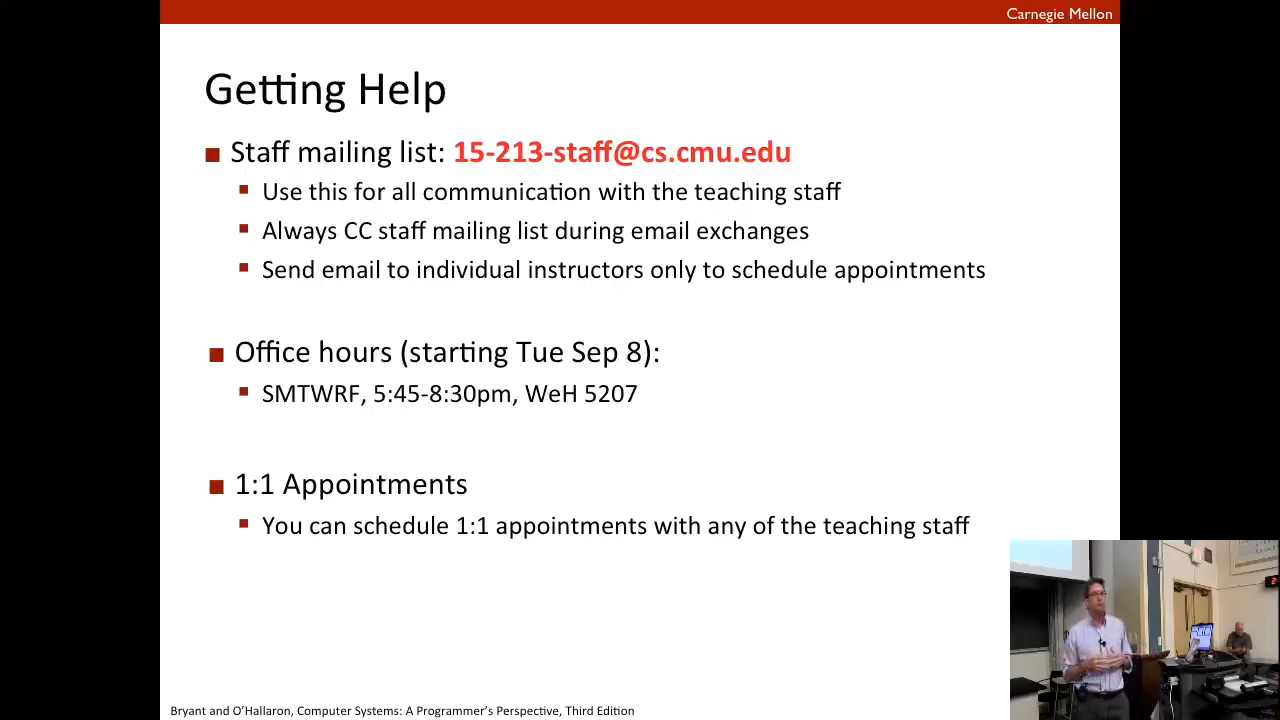 Carnegie Mellon
Getting Help
Staff mailing list: 15-213-staff@cs.cmu.edu
Use this for all communication with the teaching staff
Always CC staff mailing list during email exchanges
Send email to individual instructors only to schedule appointments
Office hours (starting Tue Sep 8):
SMTWRF, 5:45-8:30pm, WeH 5207
1:1 Appointments
You can schedule 1:1 appointments with any of the teaching staff
Bryant and O'Hallaron, Computer Systems: A Programmer's Perspective, Third Edition